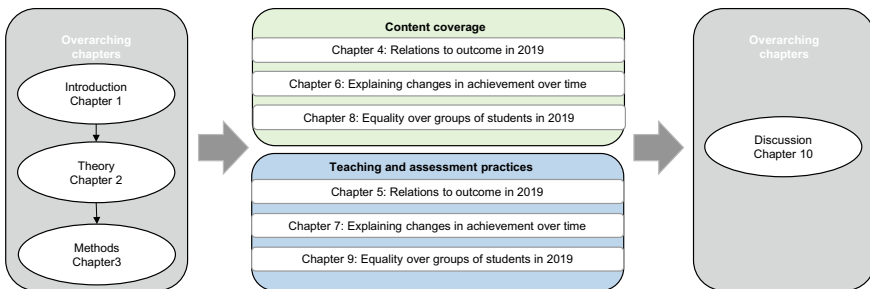 Overarching
chapters
Introduction
Chapter 1
Theory
Chapter 2
Methods
Chapter3
Content coverage
Chapter 4: Relations to outcome in 2019
Chapter 6: Explaining changes in achievement over time
Chapter 8: Equality over groups of students in 2019
Teaching and assessment practices
Chapter 5: Relations to outcome in 2019
Chapter 7: Explaining changes in achievement over time
Chapter 9: Equality over groups of students in 2019
Overarching
chapters
Discussion
Chapter 10